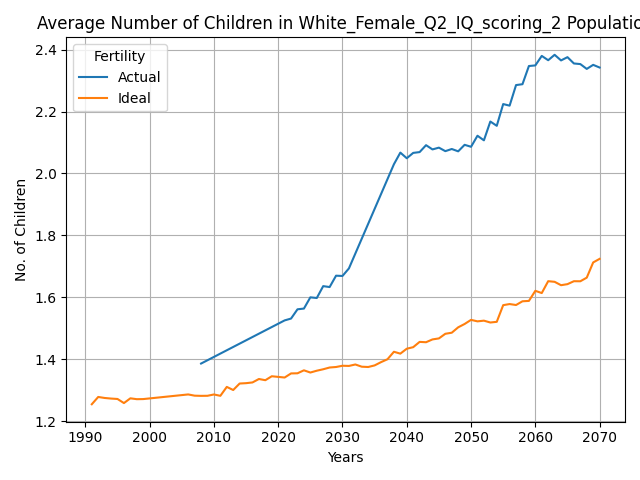 Average Number of Children in White_Female_Q2_IQ_scoring_2 Populatio
Fertility
Actual
Ideal
2.4
2.2
2.0
1.8
1.6
1.4
1.2
No. of Children
1990 2000 2010 2020 2030 2040 2050 2060 2070
Years